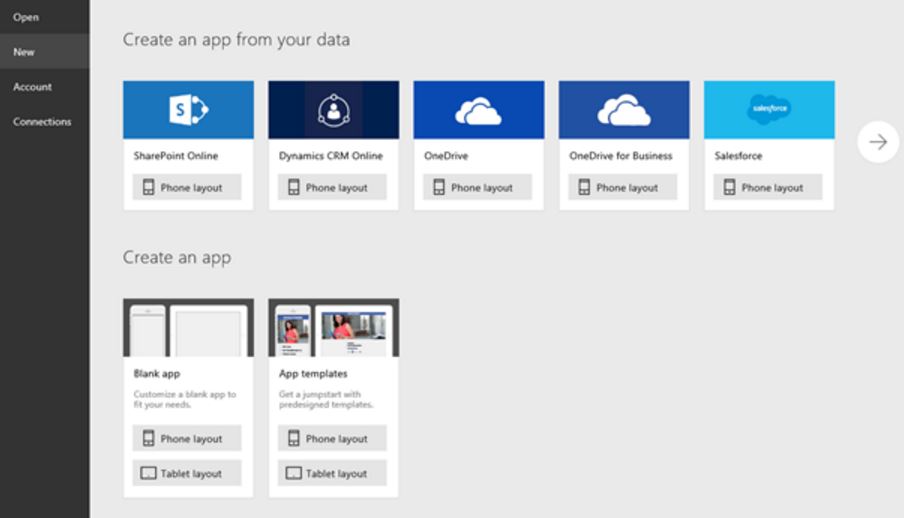 Open
New
Account
Connections
Create an app from your data
S
salesforce
SharePoint Online
Dynamics CRM Online
OneDrive
OneDrive for Business
Salesforce
Phone layout
Phone layout
Phone layout
Phone layout
Phone layout
Create an app
Blank app
Customize a blank app to
fit your needs.
Phone layout
Tablet layout
App templates
Get a jumpstart with
predesigned templates.
Phone layout
Tablet layout